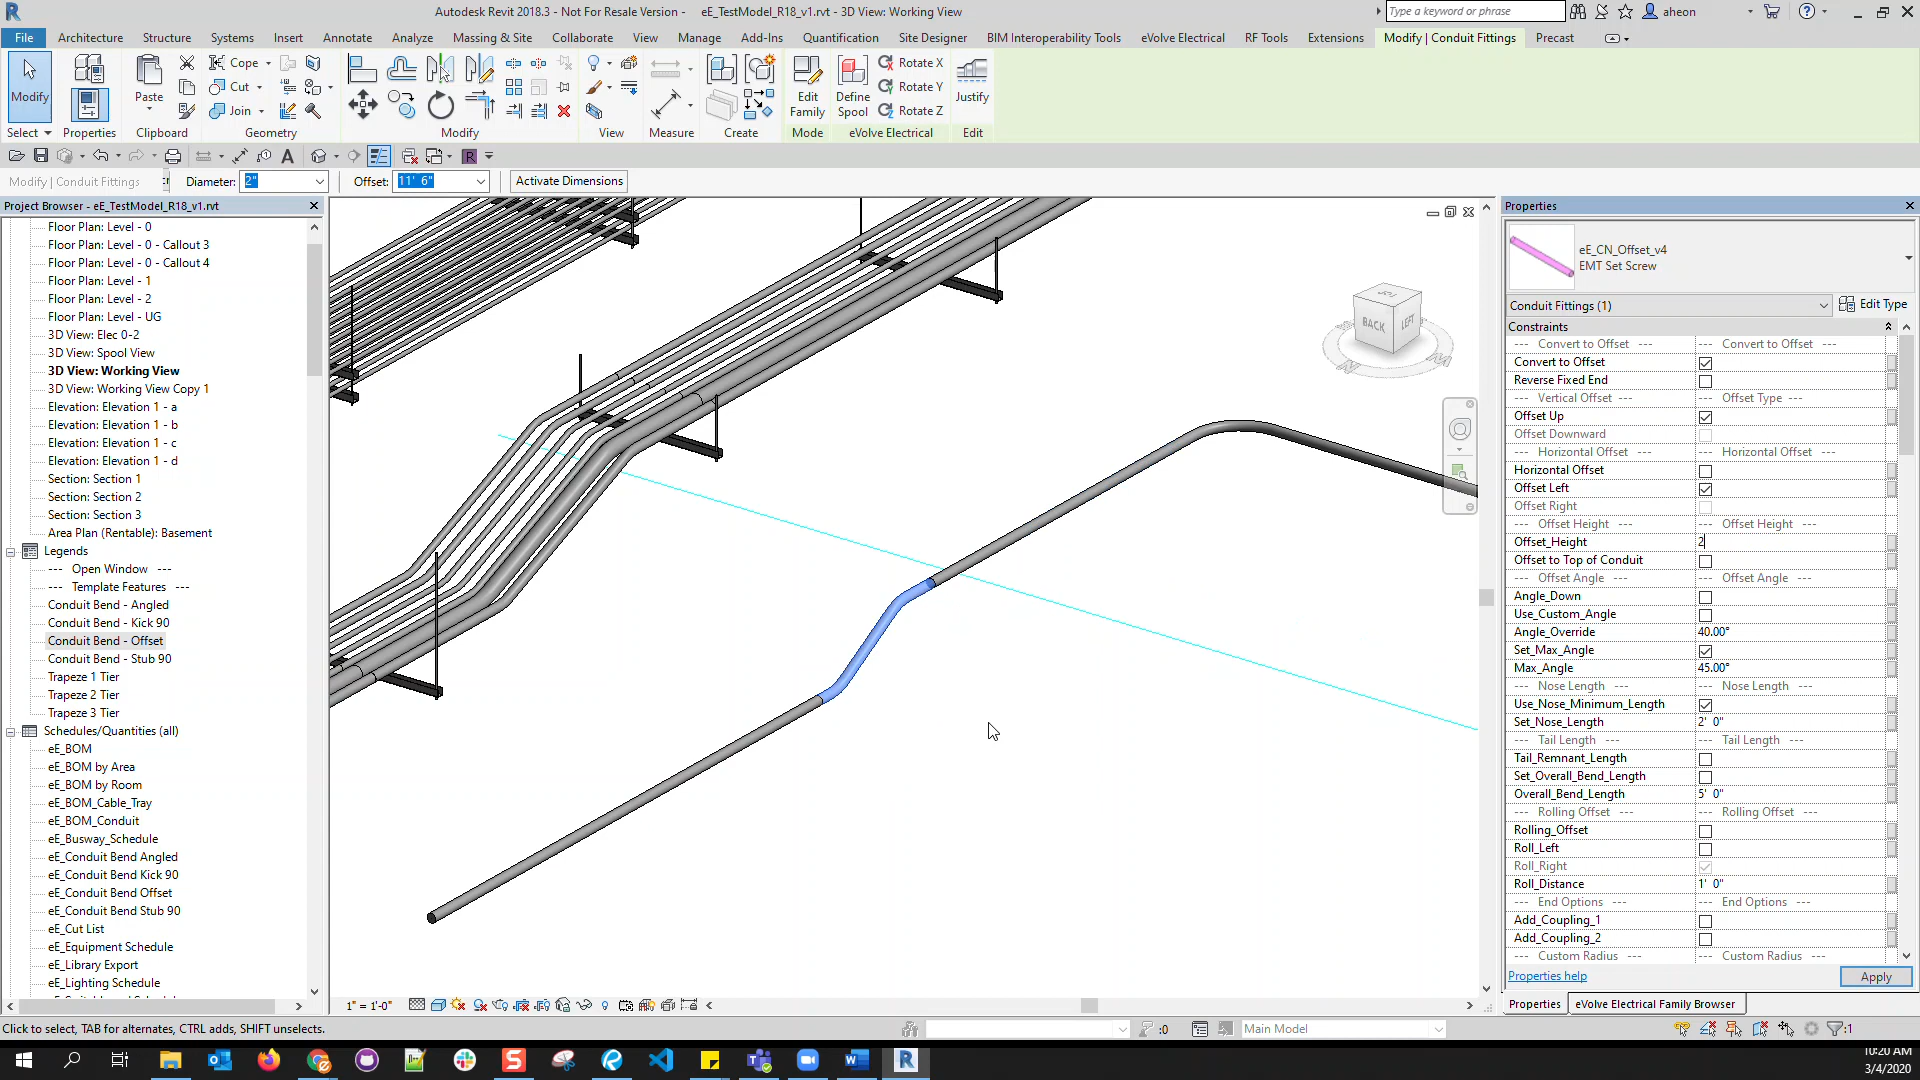 Autodesk Revit 2018.3 - Not For Resale Version - eE_TestModel_R18_v1.rvt - 3D View: Working View
Type a keyword or phrase
aheon
File Architecture Structure Systems Insert Annotate Analyze Massing & Site Collaborate View Manage Add-Ins Quantification Site Designer BIM Interoperability Tools eVolve Electrical RF Tools Extensions Modify | Conduit Fittings Precast
Modify
Paste
Cope
Cut
Join
Edit Family
Define Spool
Rotate X
Rotate Y
Rotate Z
Justify
Select Properties Clipboard Geometry Modify View Measure Create Mode eVolve Electrical Edit
Modify | Conduit Fittings Diameter: 2" Offset: 11' 6" Activate Dimensions
Project Browser - eE_TestModel_R18_v1.rvt
Floor Plan: Level - 0
Floor Plan: Level - 0 - Callout 3
Floor Plan: Level - 0 - Callout 4
Floor Plan: Level - 1
Floor Plan: Level - 2
Floor Plan: Level - UG
3D View: Elec 0-2
3D View: Spool View
3D View: Working View
3D View: Working View Copy 1
Elevation: Elevation 1 - a
Elevation: Elevation 1 - b
Elevation: Elevation 1 - c
Elevation: Elevation 1 - d
Section: Section 1
Section: Section 2
Section: Section 3
Area Plan (Rentable): Basement
Legends
--- Open Window ---
--- Template Features ---
Conduit Bend - Angled
Conduit Bend - Kick 90
Conduit Bend - Offset
Conduit Bend - Stub 90
Trapeze 1 Tier
Trapeze 2 Tier
Trapeze 3 Tier
Schedules/Quantities (all)
eE_BOM
eE_BOM by Area
eE_BOM by Room
eE_BOM_Cable_Tray
eE_BOM_Conduit
eE_Busway_Schedule
eE_Conduit Bend Angled
eE_Conduit Bend Kick 90
eE_Conduit Bend Offset
eE_Conduit Bend Stub 90
eE_Cut List
eE_Equipment Schedule
eE_Library Export
eE_Lighting Schedule
BACK LEFT
Properties
eE_CN_Offset_v4
EMT Set Screw
Conduit Fittings (1) Edit Type
Constraints
--- Convert to Offset --- --- Convert to Offset ---
Convert to Offset
Reverse Fixed End
--- Vertical Offset --- --- Offset Type ---
Offset Up
Offset Downward
--- Horizontal Offset --- --- Horizontal Offset ---
Horizontal Offset
Offset Left
Offset Right
--- Offset Height --- --- Offset Height ---
Offset_Height 2
Offset to Top of Conduit
--- Offset Angle --- --- Offset Angle ---
Angle_Down
Use_Custom_Angle
Angle_Override 40.00°
Set_Max_Angle
Max_Angle 45.00°
--- Nose Length --- --- Nose Length ---
Use_Nose_Minimum_Length
Set_Nose_Length 2' 0"
--- Tail Length --- --- Tail Length ---
Tail_Remnant_Length
Set_Overall_Bend_Length
Overall_Bend_Length 5' 0"
--- Rolling Offset --- --- Rolling Offset ---
Rolling_Offset
Roll_Left
Roll_Right
Roll_Distance 1' 0"
--- End Options --- --- End Options ---
Add_Coupling_1
Add_Coupling_2
--- Custom Radius --- --- Custom Radius ---
Properties help Apply
Properties eVolve Electrical Family Browser
1" = 1'-0"
Click to select, TAB for alternates, CTRL adds, SHIFT unselects.
:0 Main Model :1
10:20 AM
3/4/2020